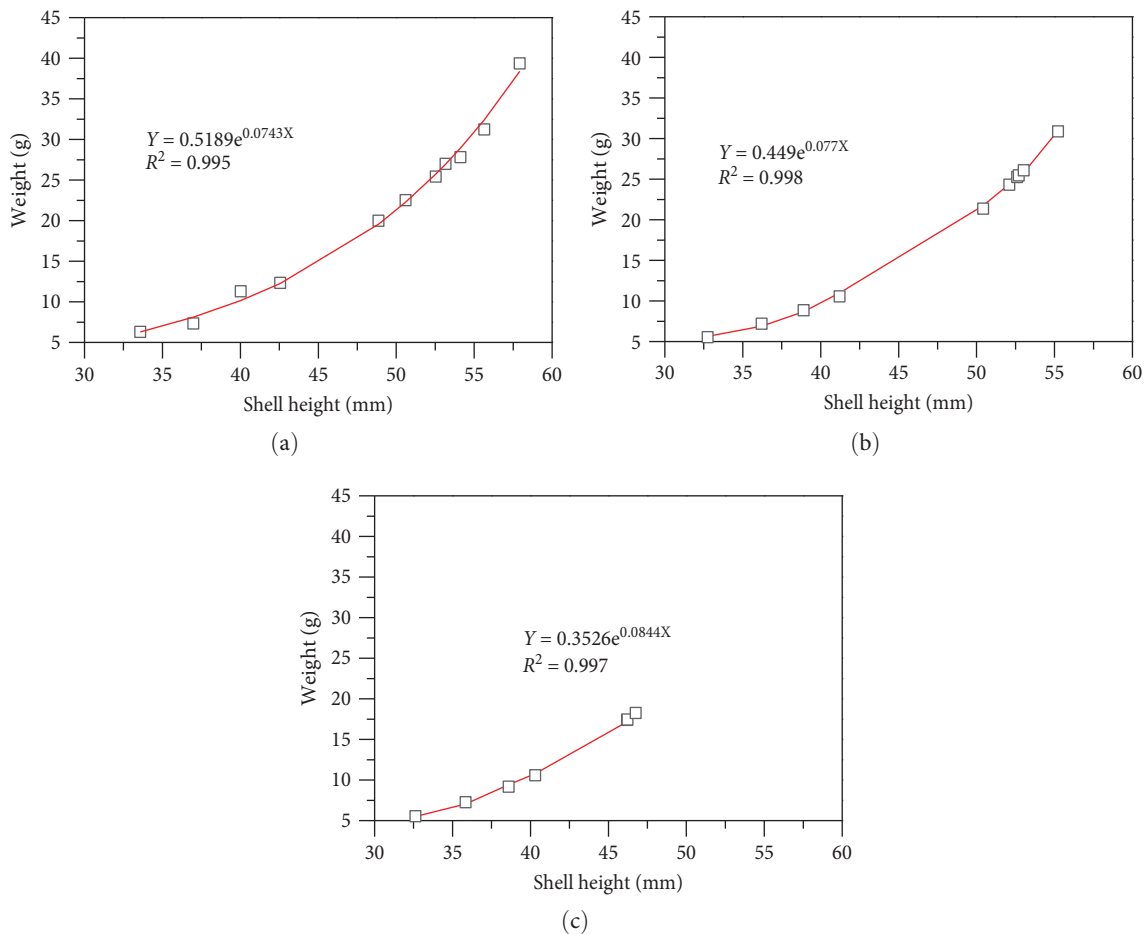 45
40
35
30
25
20
15
10
5
Weight (g)
Y = 0.5189e^0.0743X
R² = 0.995
30 35 40 45 50 55 60
Shell height (mm)
(a)
45
40
35
30
25
20
15
10
5
Weight (g)
Y = 0.449e^0.077X
R² = 0.998
30 35 40 45 50 55 60
Shell height (mm)
(b)
45
40
35
30
25
20
15
10
5
Weight (g)
Y = 0.3526e^0.0844X
R² = 0.997
30 35 40 45 50 55 60
Shell height (mm)
(c)